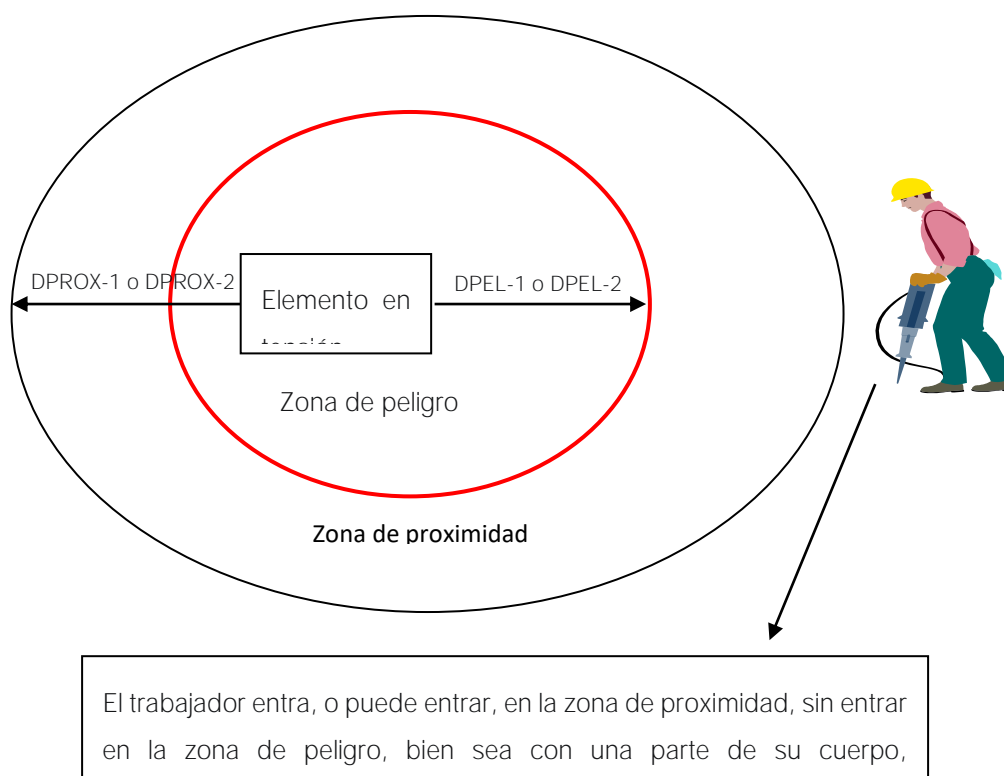 DPROX-1 o DPROX-2
Elemento en
tensión
DPEL-1 o DPEL-2
Zona de peligro
Zona de proximidad
El trabajador entra, o puede entrar, en la zona de proximidad, sin entrar
en la zona de peligro, bien sea con una parte de su cuerpo,